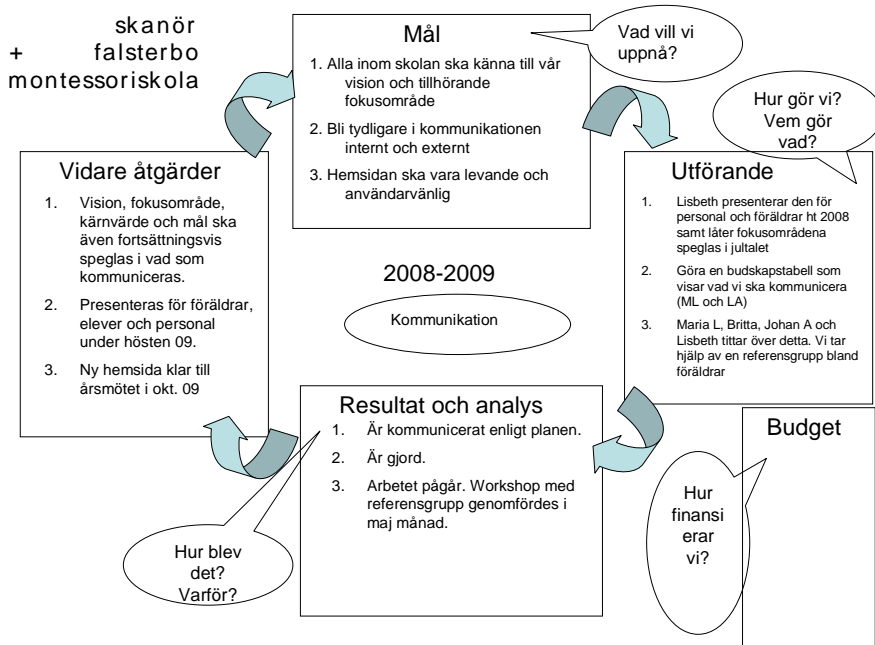 skanör
+ falsterbo
montessoriskola
Mål
1. Alla inom skolan ska känna till vår
vision och tillhörande
fokusområde
2. Bli tydligare i kommunikationen
internt och externt
3. Hemsidan ska vara levande och
användarvänlig
Vad vill vi
uppnå?
Hur gör vi?
Vem gör
vad?
Utförande
1. Lisbeth presenterar den för
personal och föräldrar ht 2008
samt låter fokusområdena
speglas i jultalet
2. Göra en budskapstabell som
visar vad vi ska kommunicera
(ML och LA)
3. Maria L, Britta, Johan A och
Lisbeth tittar över detta. Vi tar
hjälp av en referensgrupp bland
föräldrar
Vidare åtgärder
1. Vision, fokusområde,
kärnvärde och mål ska
även fortsättningsvis
speglas i vad som
kommuniceras.
2. Presenteras för föräldrar,
elever och personal
under hösten 09.
3. Ny hemsida klar till
årsmötet i okt. 09
2008-2009
Kommunikation
Resultat och analys
1. Är kommunicerat enligt planen.
2. Är gjord.
3. Arbetet pågår. Workshop med
referensgrupp genomfördes i
maj månad.
Hur blev
det?
Varför?
Budget
Hur
finansi
erar
vi?